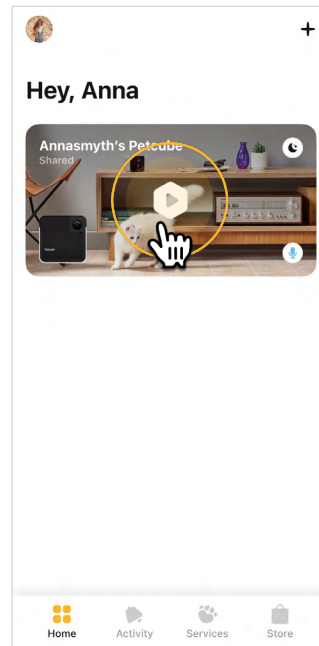 Hey, Anna
Annasmyth's Petcube
Shared
Home
Activity
Services
Store